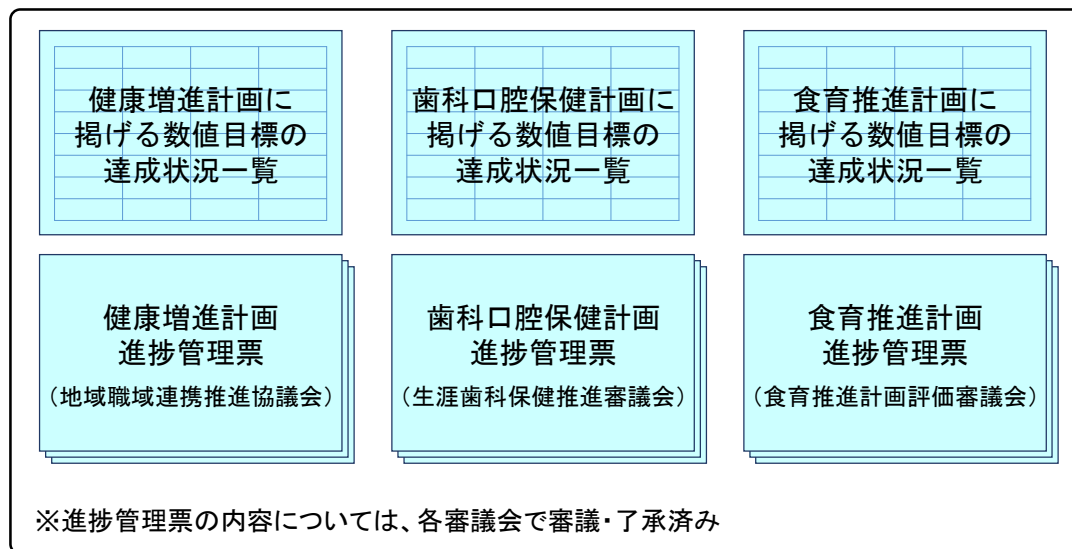 健康増進計画に
掲げる数値目標の
達成状況一覧
歯科口腔保健計画に
掲げる数値目標の
達成状況一覧
食育推進計画に
掲げる数値目標の
達成状況一覧
健康増進計画
進捗管理票
（地域職域連携推進協議会）
歯科口腔保健計画
進捗管理票
（生涯歯科保健推進審議会）
食育推進計画
進捗管理票
（食育推進計画評価審議会）
※進捗管理票の内容については、各審議会で審議・了承済み